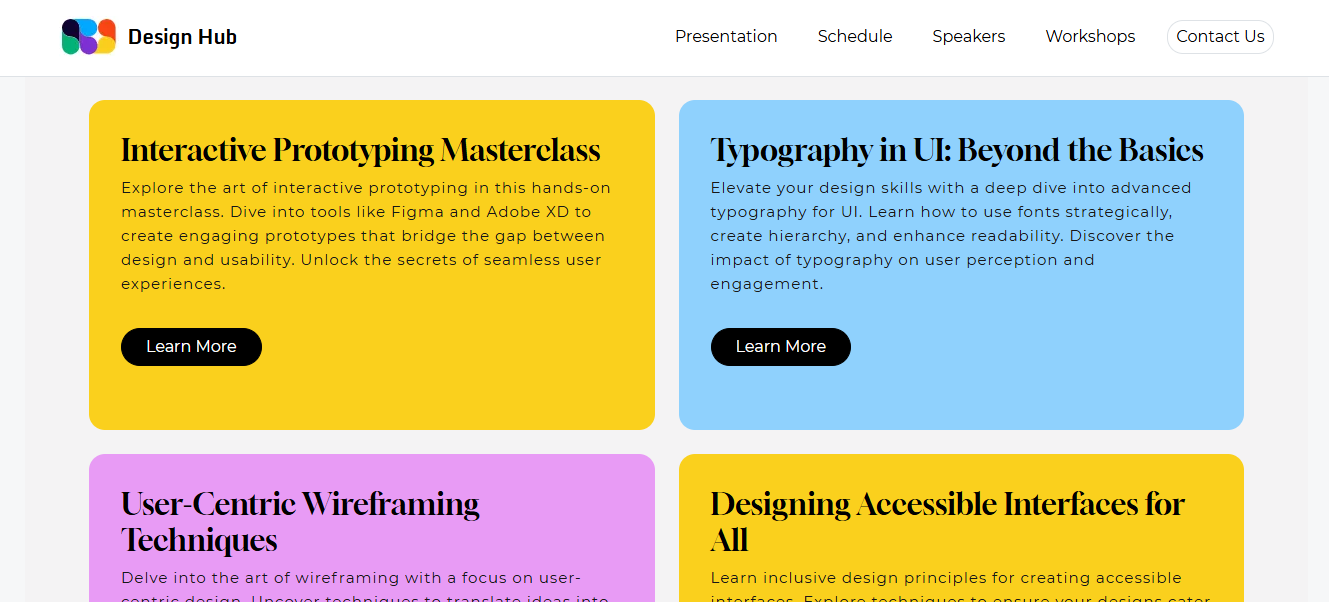 Design Hub
Presentation
Schedule
Speakers
Workshops
Contact Us
Interactive Prototyping Masterclass
Explore the art of interactive prototyping in this hands-on
masterclass. Dive into tools like Figma and Adobe XD to
create engaging prototypes that bridge the gap between
design and usability. Unlock the secrets of seamless user
experiences.
Learn More
Typography in UI: Beyond the Basics
Elevate your design skills with a deep dive into advanced
typography for UI. Learn how to use fonts strategically,
create hierarchy, and enhance readability. Discover the
impact of typography on user perception and
engagement.
Learn More
User-Centric Wireframing
Techniques
Delve into the art of wireframing with a focus on user-
centric design. Uncover techniques to translate ideas into
Designing Accessible Interfaces for
All
Learn inclusive design principles for creating accessible
interfaces. Explore techniques to ensure your designs cater